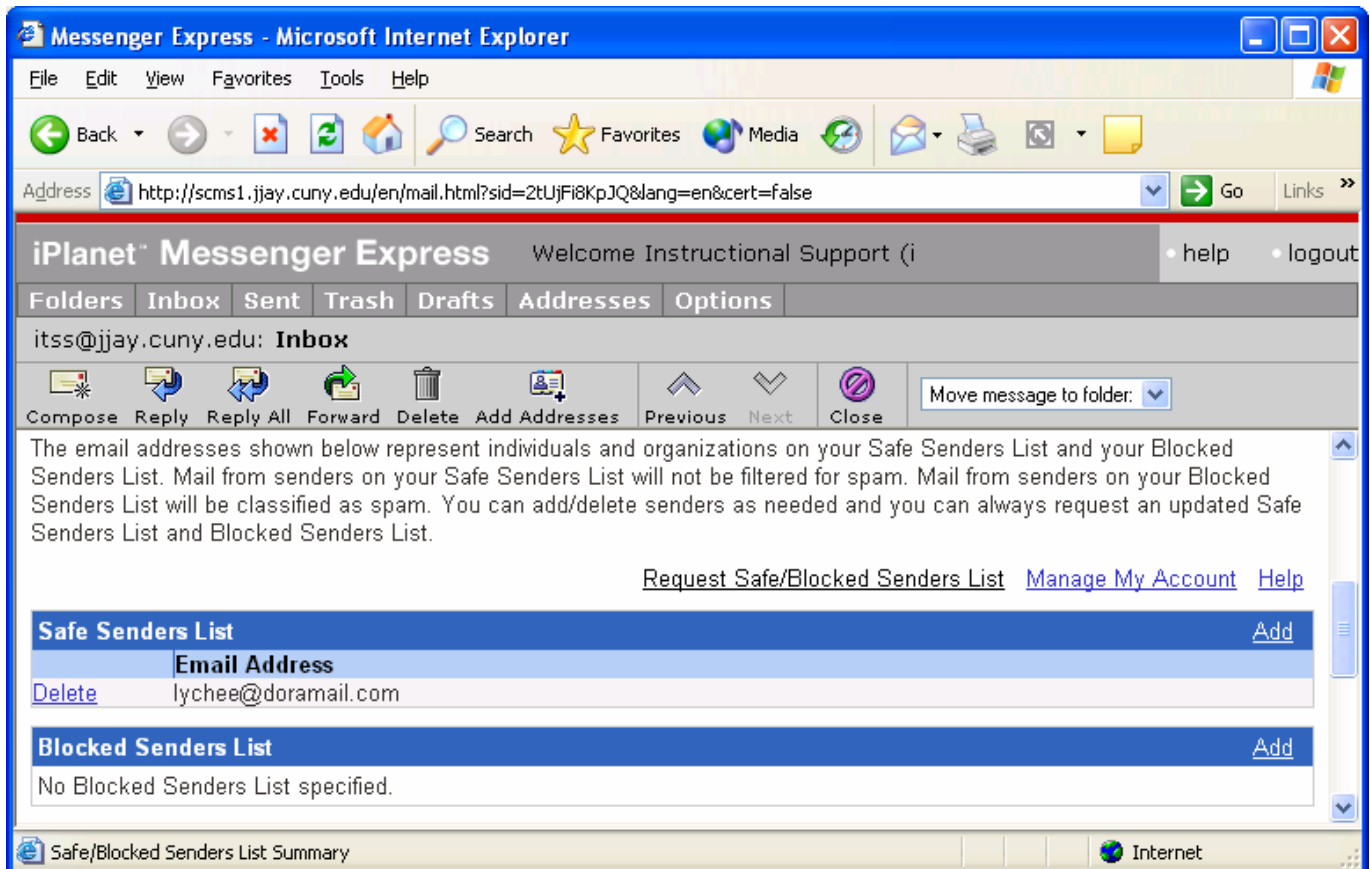 Messenger Express - Microsoft Internet Explorer
File Edit View Favorites Tools Help
Back Search Favorites Media
Address http://scms1.jjay.cuny.edu/en/mail.html?sid=2tUjFi8KpJQ&lang=en&cert=false Go Links »
iPlanet™ Messenger Express Welcome Instructional Support (i help logout
Folders Inbox Sent Trash Drafts Addresses Options
itss@jjay.cuny.edu: Inbox
Compose Reply Reply All Forward Delete Add Addresses Previous Next Close Move message to folder:
The email addresses shown below represent individuals and organizations on your Safe Senders List and your Blocked
Senders List. Mail from senders on your Safe Senders List will not be filtered for spam. Mail from senders on your Blocked
Senders List will be classified as spam. You can add/delete senders as needed and you can always request an updated Safe
Senders List and Blocked Senders List.
Request Safe/Blocked Senders List Manage My Account Help
Safe Senders List Add
Email Address
Delete lychee@doramail.com
Blocked Senders List Add
No Blocked Senders List specified.
Safe/Blocked Senders List Summary Internet